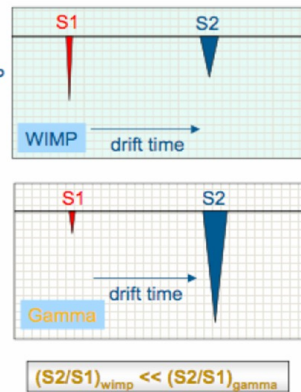 S1 S2
WIMP
drift time
S1 S2
Gamma
drift time
(S2/S1)wimp << (S2/S1)gamma